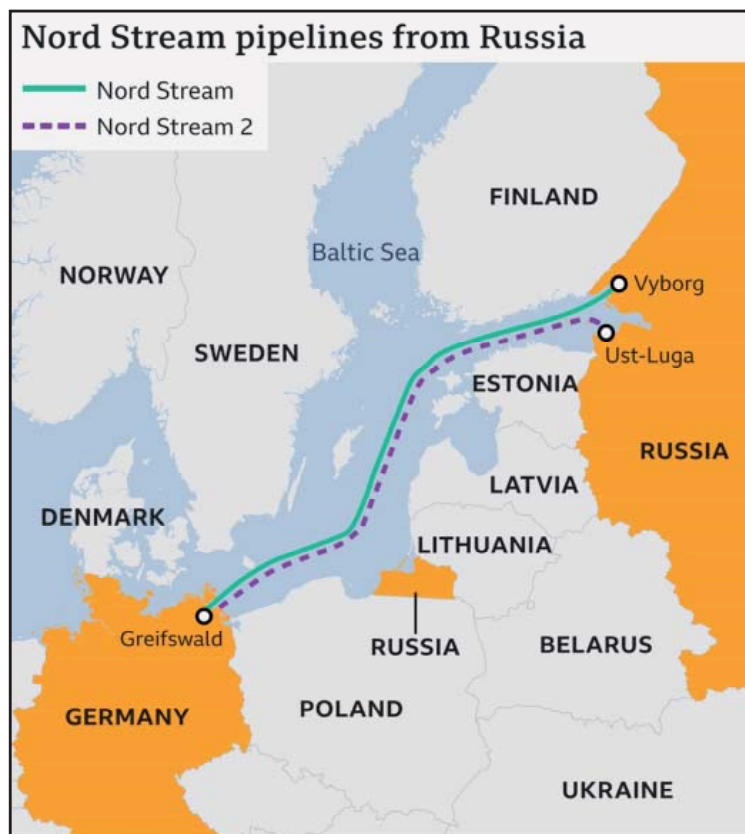 Nord Stream pipelines from Russia
Nord Stream
Nord Stream 2
FINLAND
Baltic Sea
NORWAY
Vyborg
SWEDEN
Ust-Luga
ESTONIA
RUSSIA
LATVIA
DENMARK
LITHUANIA
Greifswald
RUSSIA
BELARUS
GERMANY
POLAND
UKRAINE